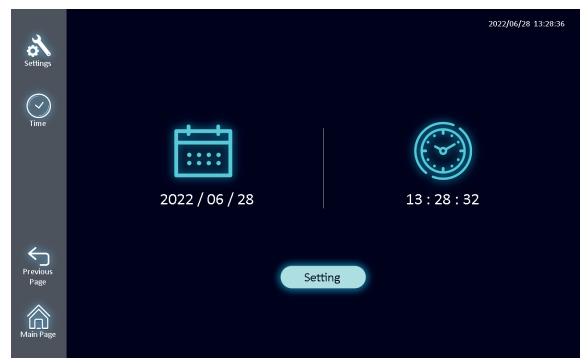 2022/06/28 13:28:36
Settings
Time
2022 / 06 / 28
13 : 28 : 32
Setting
Previous
Page
Main Page